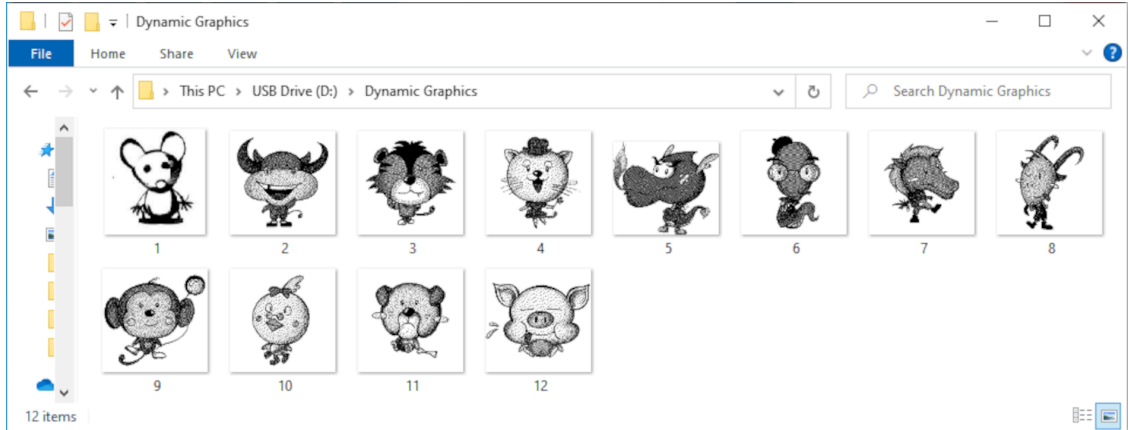 Dynamic Graphics
File Home Share View
This PC > USB Drive (D:) > Dynamic Graphics
Search Dynamic Graphics
1 2 3 4 5 6 7 8
9 10 11 12
12 items